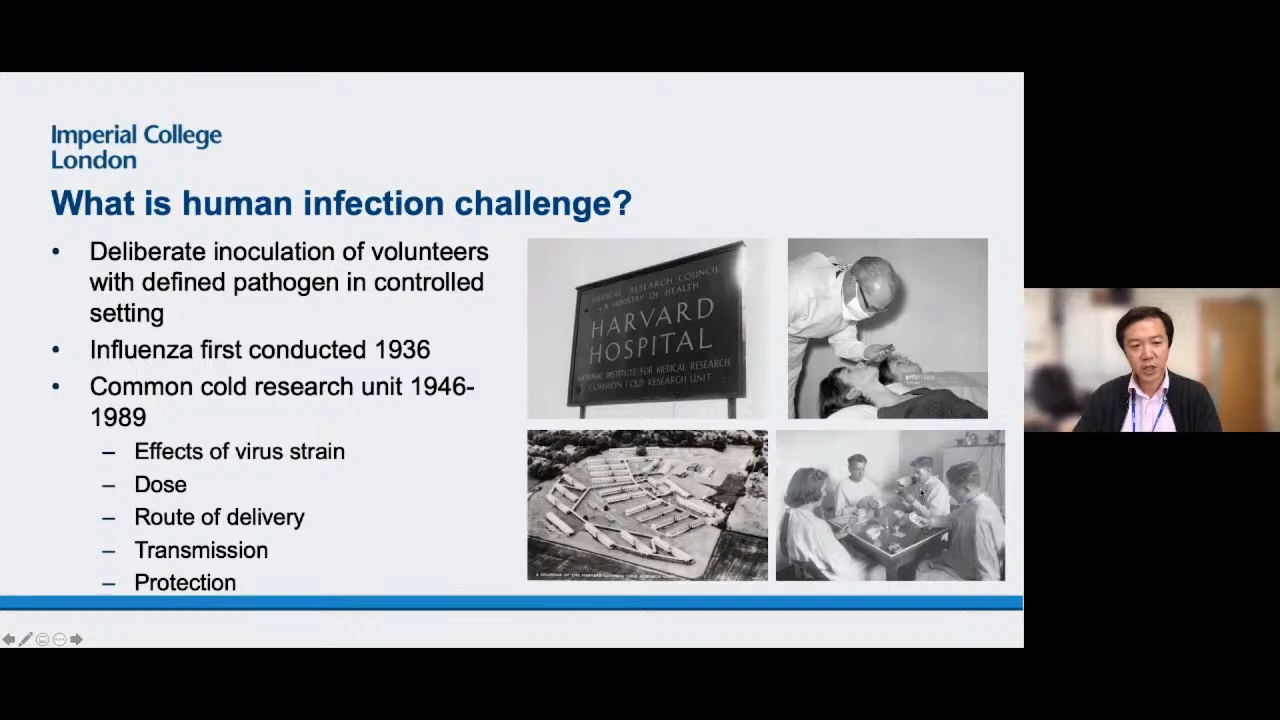 Imperial College
London
What is human infection challenge?
• Deliberate inoculation of volunteers
with defined pathogen in controlled
setting
• Influenza first conducted 1936
• Common cold research unit 1946-
1989
– Effects of virus strain
– Dose
– Route of delivery
– Transmission
– Protection
MEDICAL RESEARCH COUNCIL
MINISTRY OF HEALTH
HARVARD
HOSPITAL
NATIONAL INSTITUTE FOR MEDICAL RESEARCH
COMMON COLD RESEARCH UNIT